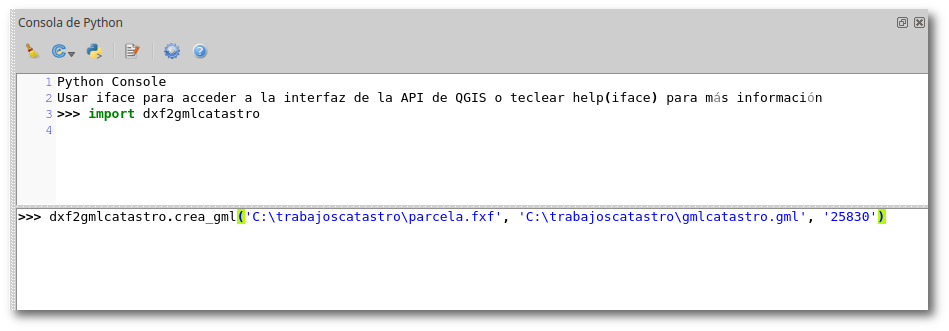 Consola de Python
1 Python Console
2 Usar iface para acceder a la interfaz de la API de QGIS o teclear help(iface) para más información
3 >>> import dxf2gmlcatastro
4
>>> dxf2gmlcatastro.crea_gml('C:\trabajoscatastro\parcela.fxf', 'C:\trabajoscatastro\gmlcatastro.gml', '25830')